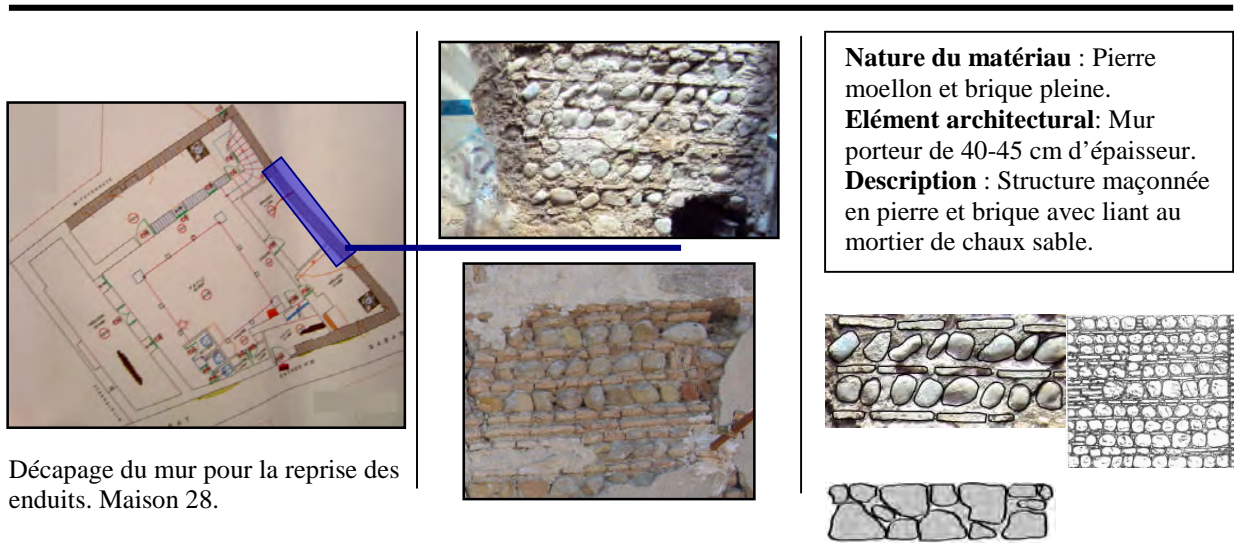 Nature du matériau : Pierre
moellon et brique pleine.
Elément architectural: Mur
porteur de 40-45 cm d’épaisseur.
Description : Structure maçonnée
en pierre et brique avec liant au
mortier de chaux sable.
Décapage du mur pour la reprise des
enduits. Maison 28.